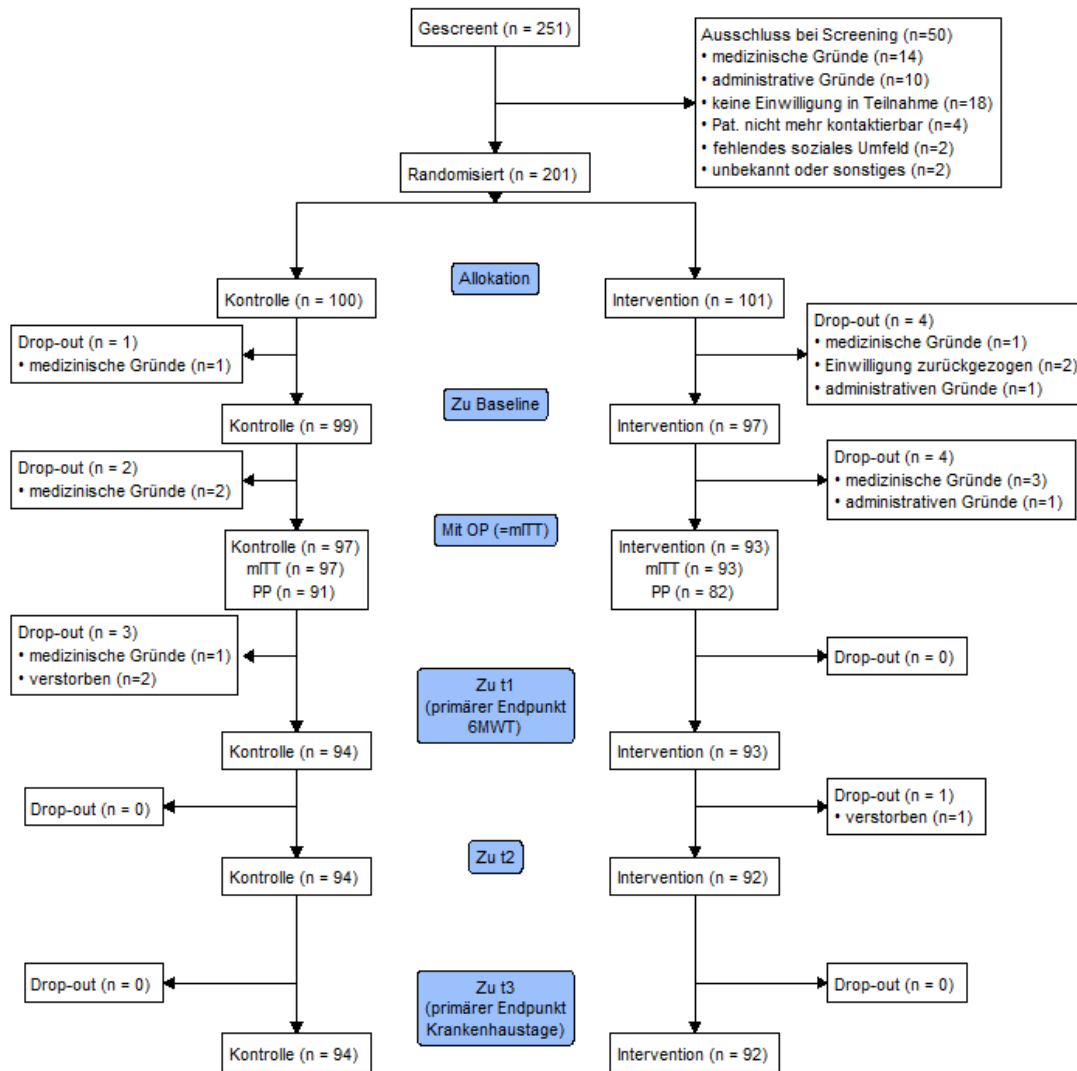 Gescreent (n = 251)
Ausschluss bei Screening (n=50)
• medizinische Gründe (n=14)
• administrative Gründe (n=10)
• keine Einwilligung in Teilnahme (n=18)
• Pat. nicht mehr kontaktierbar (n=4)
• fehlendes soziales Umfeld (n=2)
• unbekannt oder sonstiges (n=2)
Randomisiert (n = 201)
Allokation
Kontrolle (n = 100)
Intervention (n = 101)
Drop-out (n = 1)
• medizinische Gründe (n=1)
Drop-out (n = 4)
• medizinische Gründe (n=1)
• Einwilligung zurückgezogen (n=2)
• administrativen Gründe (n=1)
Zu Baseline
Kontrolle (n = 99)
Intervention (n = 97)
Drop-out (n = 2)
• medizinische Gründe (n=2)
Drop-out (n = 4)
• medizinische Gründe (n=3)
• administrativen Gründe (n=1)
Mit OP (=mITT)
Kontrolle (n = 97)
mITT (n = 97)
PP (n = 91)
Intervention (n = 93)
mITT (n = 93)
PP (n = 82)
Drop-out (n = 3)
• medizinische Gründe (n=1)
• verstorben (n=2)
Drop-out (n = 0)
Zu t1
(primärer Endpunkt
6MWT)
Kontrolle (n = 94)
Intervention (n = 93)
Drop-out (n = 0)
Drop-out (n = 1)
• verstorben (n=1)
Zu t2
Kontrolle (n = 94)
Intervention (n = 92)
Drop-out (n = 0)
Drop-out (n = 0)
Zu t3
(primärer Endpunkt
Krankenhaustage)
Kontrolle (n = 94)
Intervention (n = 92)